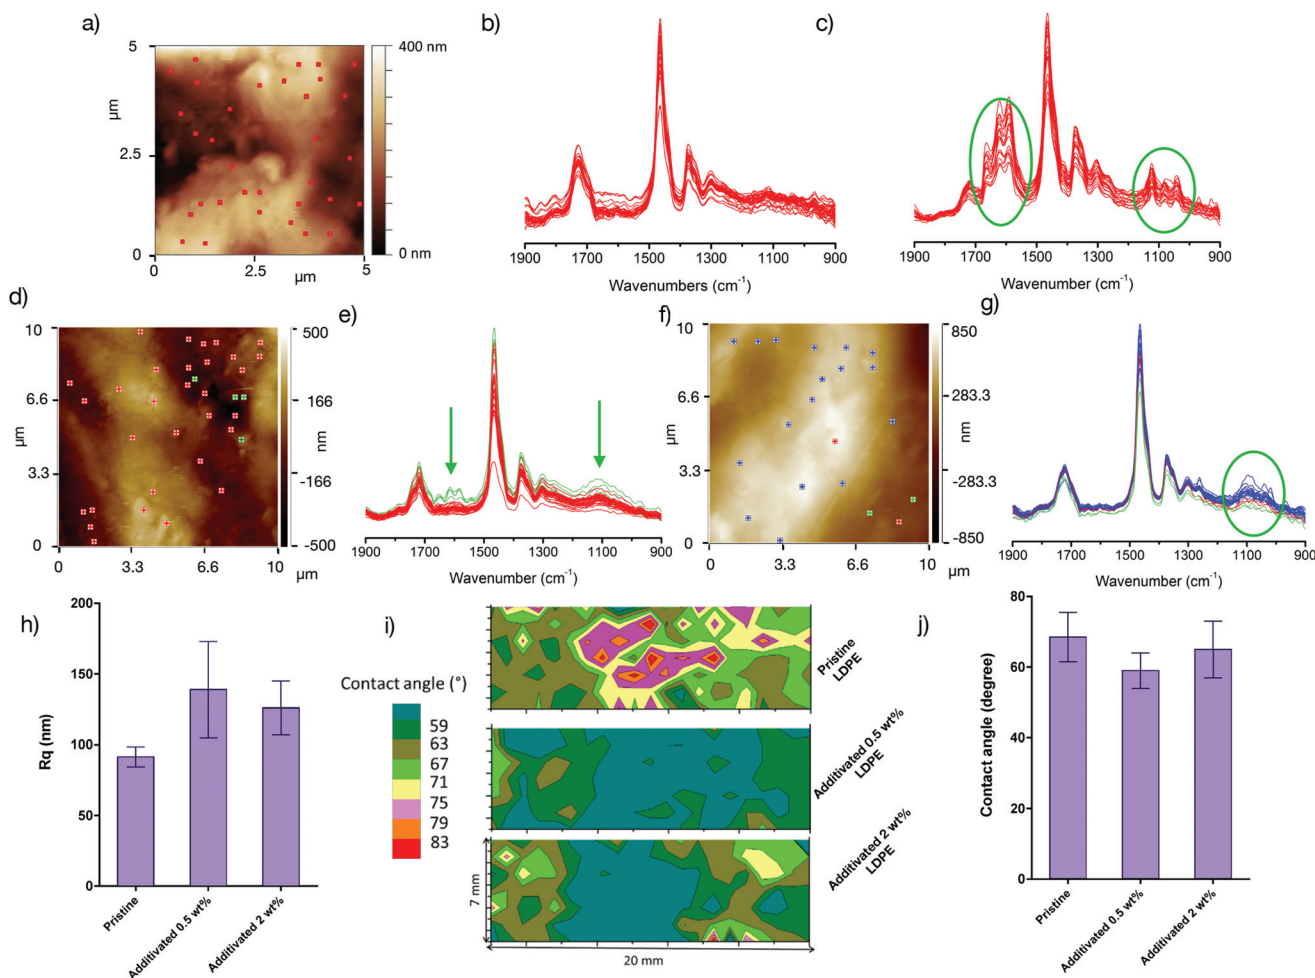 a)
5
μm
2.5
0
0
2.5
5
μm
400 nm
0 nm
b)
1900
1700
1500
1300
1100
900
Wavenumbers (cm-1)
c)
1900
1700
1500
1300
1100
900
Wavenumber (cm-1)
d)
10
6.6
μm
3.3
0
0
3.3
6.6
10
μm
500
166
nm
-166
-500
e)
1900
1700
1500
1300
1100
900
Wavenumber (cm-1)
f)
10
6.6
μm
3.3
0
0
3.3
6.6
10
μm
850
283.3
nm
-283.3
-850
g)
1900
1700
1500
1300
1100
900
Wavenumber (cm-1)
h)
200
150
100
50
0
Rq (nm)
Pristine
Additivated 0.5 wt%
Additivated 2 wt%
i)
Contact angle (°)
59
63
67
71
75
79
83
Pristine
LDPE
Additivated 0.5 wt%
LDPE
Additivated 2 wt%
LDPE
7 mm
20 mm
j)
80
60
40
20
0
Contact angle (degree)
Pristine
Additivated 0.5 wt%
Additivated 2 wt%